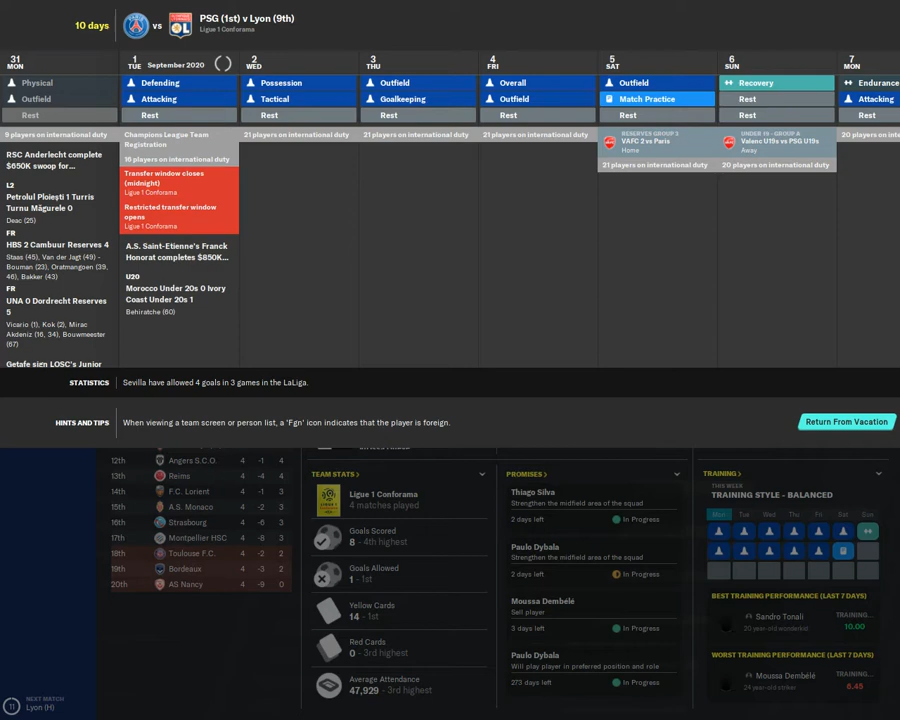 10 days
vs
PSG (1st) v Lyon (9th)
Ligue 1 Conforama
31
MON
1
TUE
September 2020
2
WED
3
THU
4
FRI
5
SAT
6
SUN
7
MON
Physical
Defending
Possession
Outfield
Overall
Outfield
Recovery
Endurance
Outfield
Attacking
Tactical
Goalkeeping
Outfield
Match Practice
Rest
Attacking
Rest
Rest
Rest
Rest
Rest
Rest
Rest
Rest
9 players on international duty
RSC Anderlecht complete
$650K swoop for...
L2
Petrolul Ploieşti 1 Turris
Turnu Măgurele 0
Deac (25)
FR
HBS 2 Cambuur Reserves 4
Staas (45), Van der Jagt (49) -
Bouman (23), Oratmangoen (39,
46), Bakker (43)
FR
UNA 0 Dordrecht Reserves
5
Vicario (1), Kok (2), Mirac
Akdeniz (16, 34), Bouwmeester
(67)
Getafe sign LOSC's Junior
Champions League Team
Registration
16 players on international duty
Transfer window closes
(midnight)
Ligue 1 Conforama
Restricted transfer window
opens
Ligue 1 Conforama
A.S. Saint-Etienne's Franck
Honorat completes $850K...
U20
Morocco Under 20s 0 Ivory
Coast Under 20s 1
Behiratche (60)
21 players on international duty
21 players on international duty
21 players on international duty
RESERVE GROUP 3
VAFC 2 vs Paris
Home
21 players on international duty
UNDER 19 - GROUP A
Valenc U19s vs PSG U19s
Away
20 players on international duty
20 players on inter
STATISTICS
Sevilla have allowed 4 goals in 3 games in the LaLiga.
HINTS AND TIPS
When viewing a team screen or person list, a 'Fgn' icon indicates that the player is foreign.
Return From Vacation
12th Angers S.C.O. 4 -1 4
13th Reims 4 -4 4
14th F.C. Lorient 4 -1 3
15th A.S. Monaco 4 -2 3
16th Strasbourg 4 -6 3
17th Montpellier HSC 4 -8 3
18th Toulouse F.C. 4 -2 2
19th Bordeaux 4 -3 2
20th AS Nancy 4 -9 0
NEXT MATCH
11
Lyon (H)
TEAM STATS >
Ligue 1 Conforama
4 matches played
Goals Scored
8 - 4th highest
Goals Allowed
1 - 1st
Yellow Cards
14 - 1st
Red Cards
0 - 3rd highest
Average Attendance
47,929 - 3rd highest
PROMISES >
Thiago Silva
Strengthen the midfield area of the squad
2 days left In Progress
Paulo Dybala
Strengthen the midfield area of the squad
2 days left In Progress
Moussa Dembélé
Sell player
3 days left In Progress
Paulo Dybala
Will play player in preferred position and role
273 days left In Progress
TRAINING >
THIS WEEK
TRAINING STYLE - BALANCED
Mon Tue Wed Thu Fri Sat Sun
BEST TRAINING PERFORMANCE (LAST 7 DAYS)
Sandro Tonali
20 year-old wonderkid
TRAINING...
10.00
WORST TRAINING PERFORMANCE (LAST 7 DAYS)
Moussa Dembélé
24 year-old striker
TRAINING...
6.45